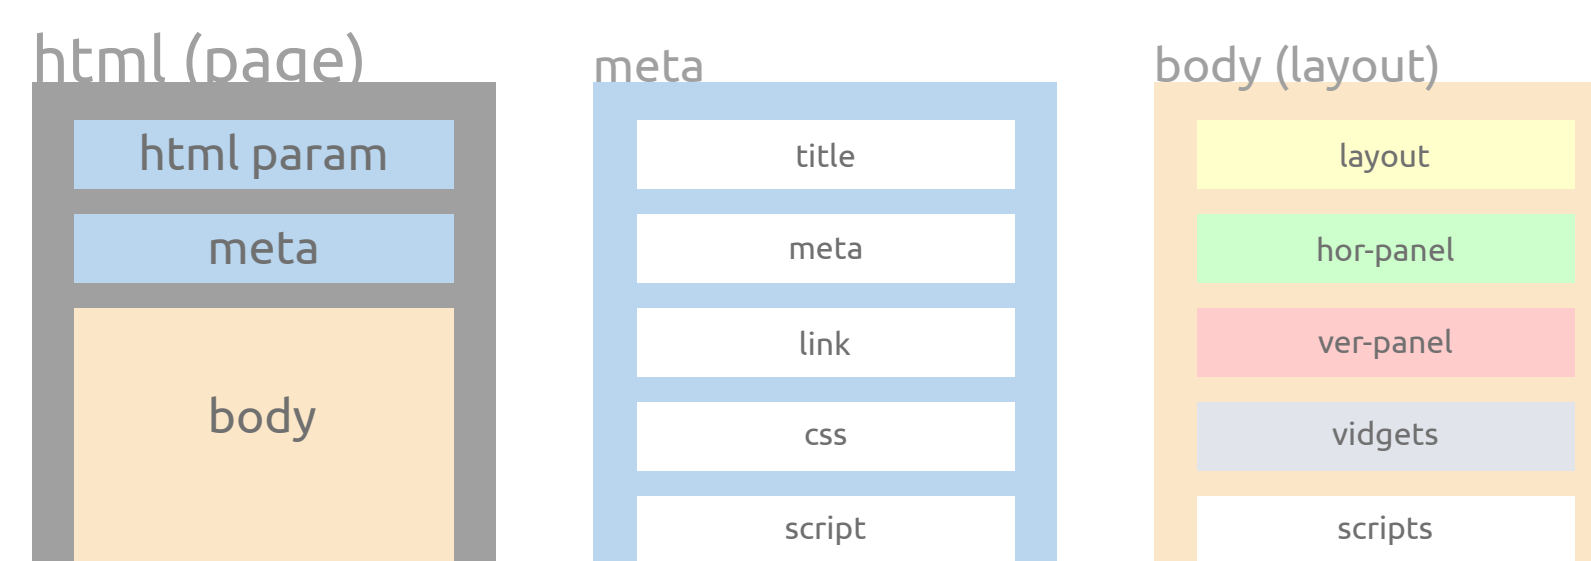 html (page)
html param
meta
body
meta
title
meta
link
css
script
body (layout)
layout
hor-panel
ver-panel
vidgets
scripts